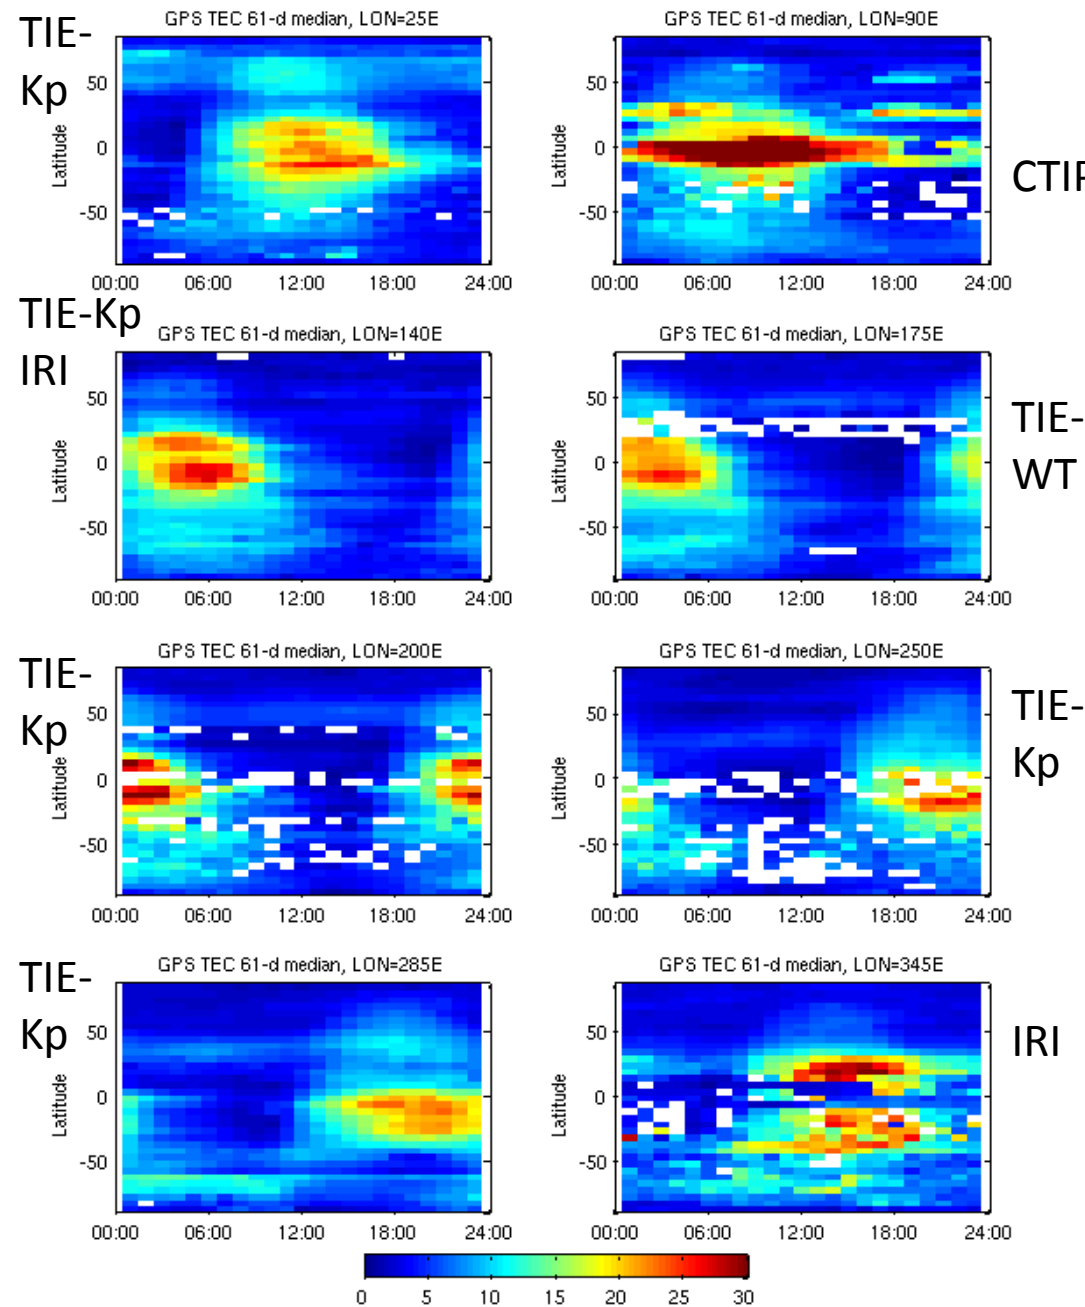 TIE-
Kp
GPS TEC 61-d median, LON=25E
50
0
-50
Latitude
00:00 06:00 12:00 18:00 24:00
GPS TEC 61-d median, LON=90E
50
0
-50
Latitude
00:00 06:00 12:00 18:00 24:00
TIE-Kp
IRI
GPS TEC 61-d median, LON=140E
50
0
-50
Latitude
00:00 06:00 12:00 18:00 24:00
GPS TEC 61-d median, LON=175E
50
0
-50
Latitude
00:00 06:00 12:00 18:00 24:00
TIE-
WT
TIE-
Kp
GPS TEC 61-d median, LON=200E
50
0
-50
Latitude
00:00 06:00 12:00 18:00 24:00
GPS TEC 61-d median, LON=250E
50
0
-50
Latitude
00:00 06:00 12:00 18:00 24:00
TIE-
Kp
TIE-
Kp
GPS TEC 61-d median, LON=285E
50
0
-50
Latitude
00:00 06:00 12:00 18:00 24:00
GPS TEC 61-d median, LON=345E
50
0
-50
Latitude
00:00 06:00 12:00 18:00 24:00
IRI
0 5 10 15 20 25 30